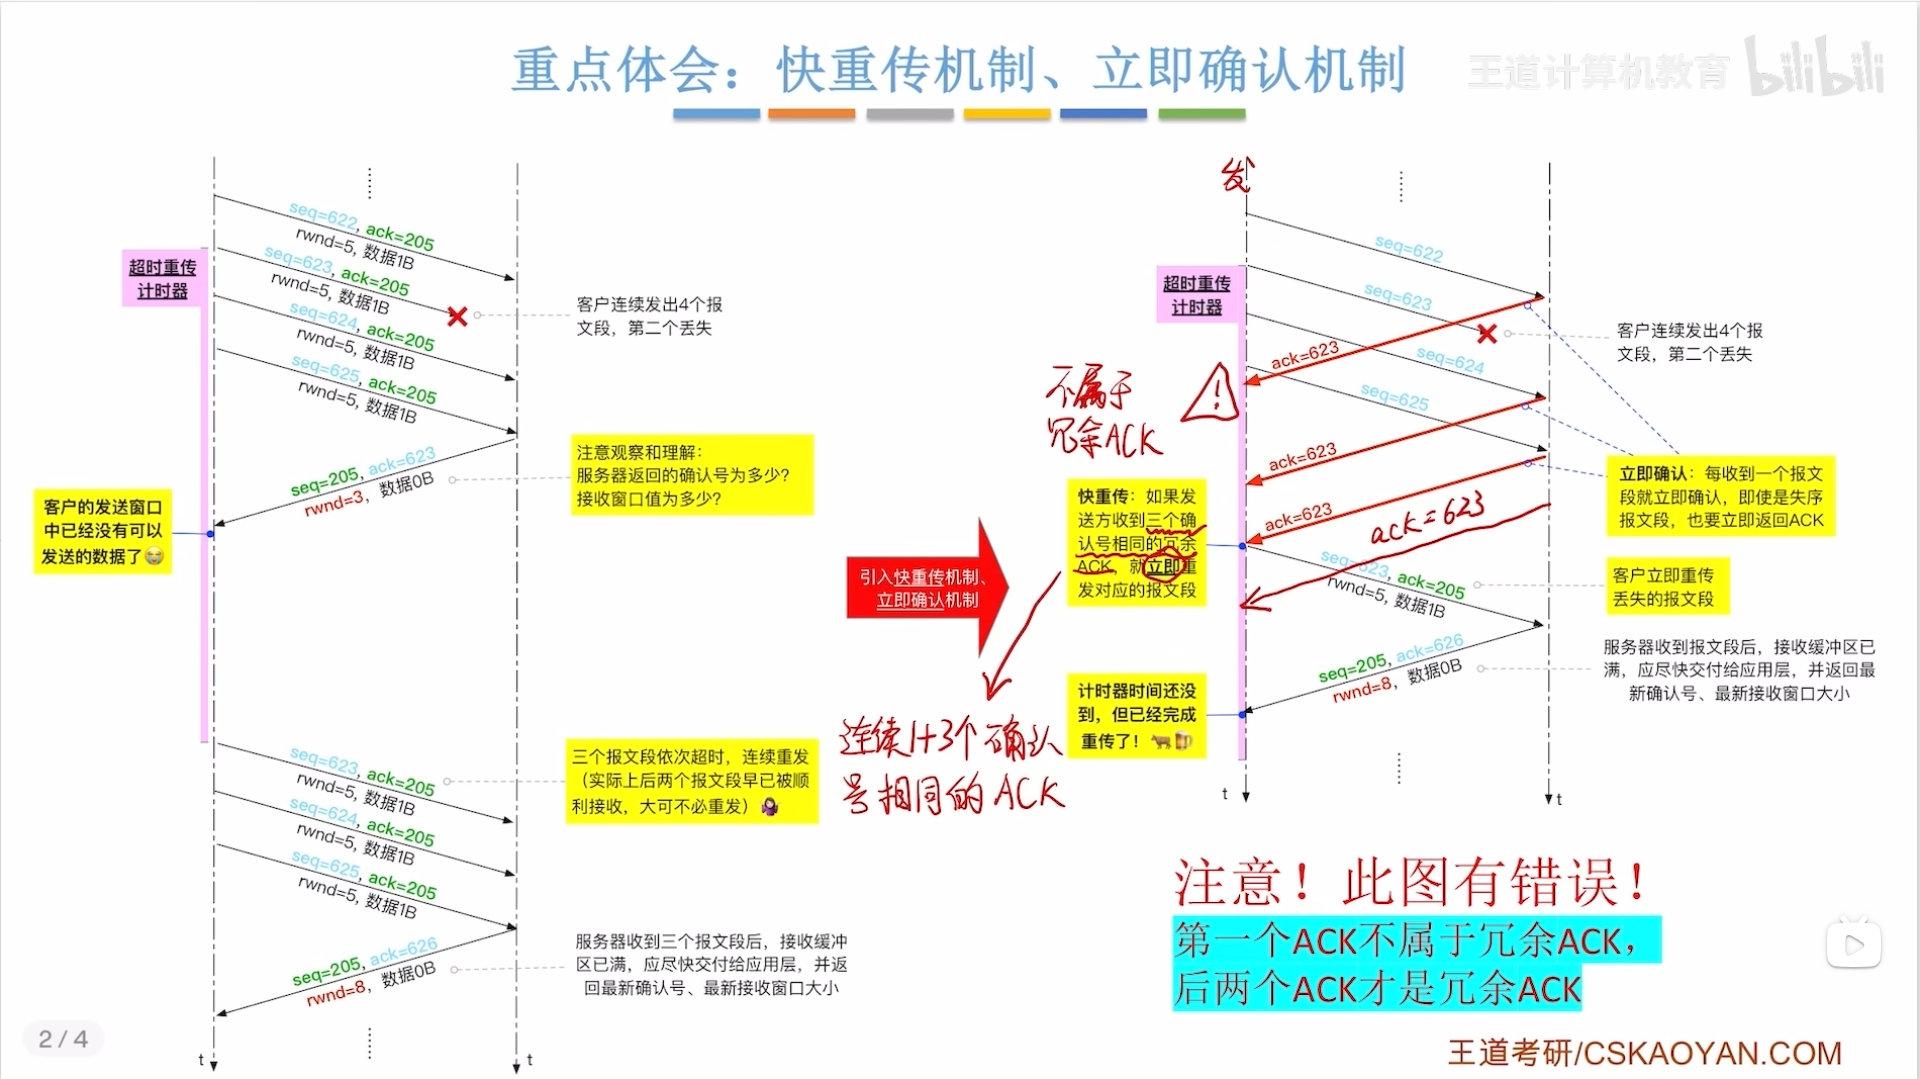 重点体会：快重传机制、立即确认机制
王道计算机教育 bilibili
seq=622, ack=205
rwnd=5, 数据1B
seq=623, ack=205
rwnd=5, 数据1B
seq=624, ack=205
rwnd=5, 数据1B
seq=625, ack=205
rwnd=5, 数据1B
超时重传
计时器
客户连续发出4个报
文段，第二个丢失
seq=205, ack=623
rwnd=3, 数据0B
注意观察和理解：
服务器返回的确认号为多少？
接收窗口值为多少？
客户的发送窗口
中已经没有可以
发送的数据了
seq=623, ack=205
rwnd=5, 数据1B
seq=624, ack=205
rwnd=5, 数据1B
seq=625, ack=205
rwnd=5, 数据1B
三个报文段依次超时，连续重发
（实际上后两个报文段早已被顺
利接收，大可不必重发）
seq=205, ack=626
rwnd=8, 数据0B
服务器收到三个报文段后，接收缓冲
区已满，应尽快交付给应用层，并返
回最新确认号、最新接收窗口大小
t
t
引入快重传机制、
立即确认机制
发
seq=622
seq=623
seq=624
seq=625
超时重传
计时器
客户连续发出4个报
文段，第二个丢失
ack=623
ack=623
ack=623
ack=623
不属于
冗余ACK
!
立即确认：每收到一个报文
段就立即确认，即使是失序
报文段，也要立即返回ACK
快重传：如果发
送方收到三个确
认号相同的冗余
ACK，就立即重
发对应的报文段
seq=623, ack=205
rwnd=5, 数据1B
客户立即重传
丢失的报文段
seq=205, ack=626
rwnd=8, 数据0B
服务器收到报文段后，接收缓冲区已
满，应尽快交付给应用层，并返回最
新确认号、最新接收窗口大小
计时器时间还没
到，但已经完成
重传了！
连续1+3个确认
号相同的ACK
t
t
注意！此图有错误！
第一个ACK不属于冗余ACK，
后两个ACK才是冗余ACK
2 / 4
王道考研/CSKAOYAN.COM